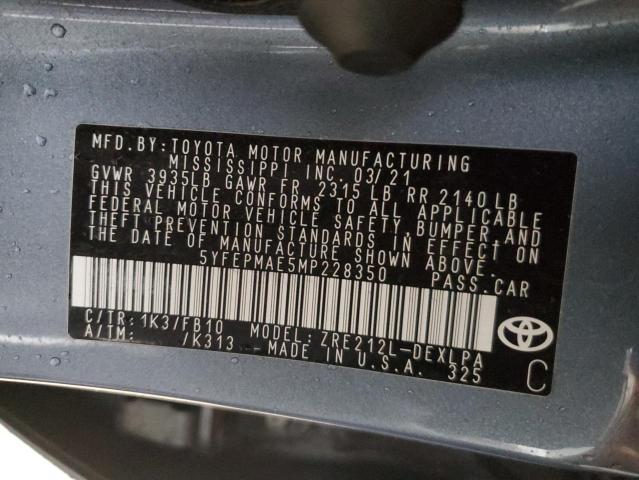 MFD.BY:TOYOTA MOTOR MANUFACTURING
MISSISSIPPI INC. 03/21
GVWR 3935LB GAWR FR 2315 LB RR 2140 LB
THIS VEHICLE CONFORMS TO ALL APPLICABLE
FEDERAL MOTOR VEHICLE SAFETY, BUMPER AND
THEFT PREVENTION STANDARDS IN EFFECT ON
THE DATE OF MANUFACTURE SHOWN ABOVE.
5YFEPMAE5MP228350 PASS.CAR
C/TR:1K3/FB10 MODEL:ZRE212L-DEXLPA
A/TM: /K313 MADE IN U.S.A. 325
C